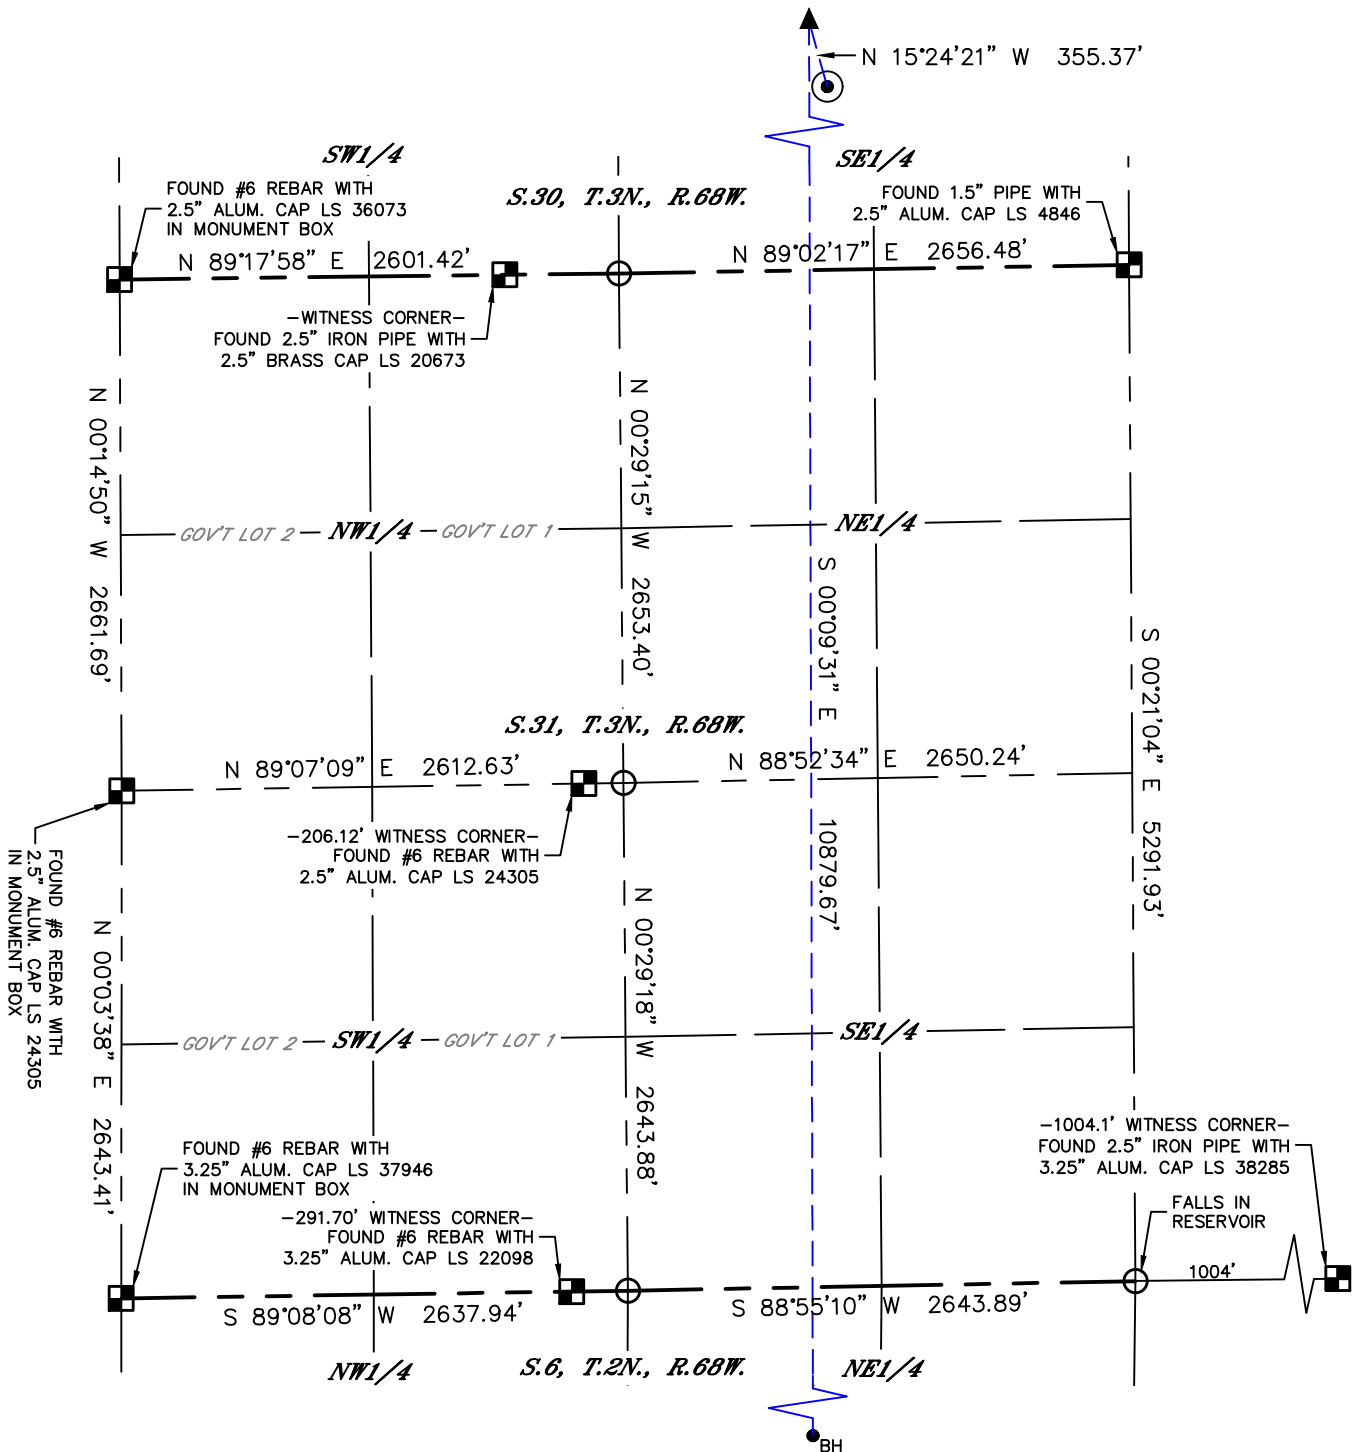 N 15°24'21" W 355.37'
SW1/4
SE1/4
FOUND #6 REBAR WITH
2.5" ALUM. CAP LS 36073
IN MONUMENT BOX
S.30, T.3N., R.68W.
FOUND 1.5" PIPE WITH
2.5" ALUM. CAP LS 4846
N 89°17'58" E 2601.42'
N 89°02'17" E 2656.48'
-WITNESS CORNER-
FOUND 2.5" IRON PIPE WITH
2.5" BRASS CAP LS 20673
N 00°14'50" W 2661.69'
N 00°29'15" W 2653.40'
GOV'T LOT 2
NW1/4
GOV'T LOT 1
NE1/4
S 00°09'31" E 10879.67'
S 00°21'04" E 5291.93'
S.31, T.3N., R.68W.
N 89°07'09" E 2612.63'
N 88°52'34" E 2650.24'
-206.12' WITNESS CORNER-
FOUND #6 REBAR WITH
2.5" ALUM. CAP LS 24305
FOUND #6 REBAR WITH
2.5" ALUM. CAP LS 24305
IN MONUMENT BOX
N 00°03'38" E 2643.41'
N 00°29'18" W 2643.88'
GOV'T LOT 2
SW1/4
GOV'T LOT 1
SE1/4
-1004.1' WITNESS CORNER-
FOUND 2.5" IRON PIPE WITH
3.25" ALUM. CAP LS 38285
FOUND #6 REBAR WITH
3.25" ALUM. CAP LS 37946
IN MONUMENT BOX
FALLS IN
RESERVOIR
-291.70' WITNESS CORNER-
FOUND #6 REBAR WITH
3.25" ALUM. CAP LS 22098
1004'
S 89°08'08" W 2637.94'
S 88°55'10" W 2643.89'
NW1/4
S.6, T.2N., R.68W.
NE1/4
BH